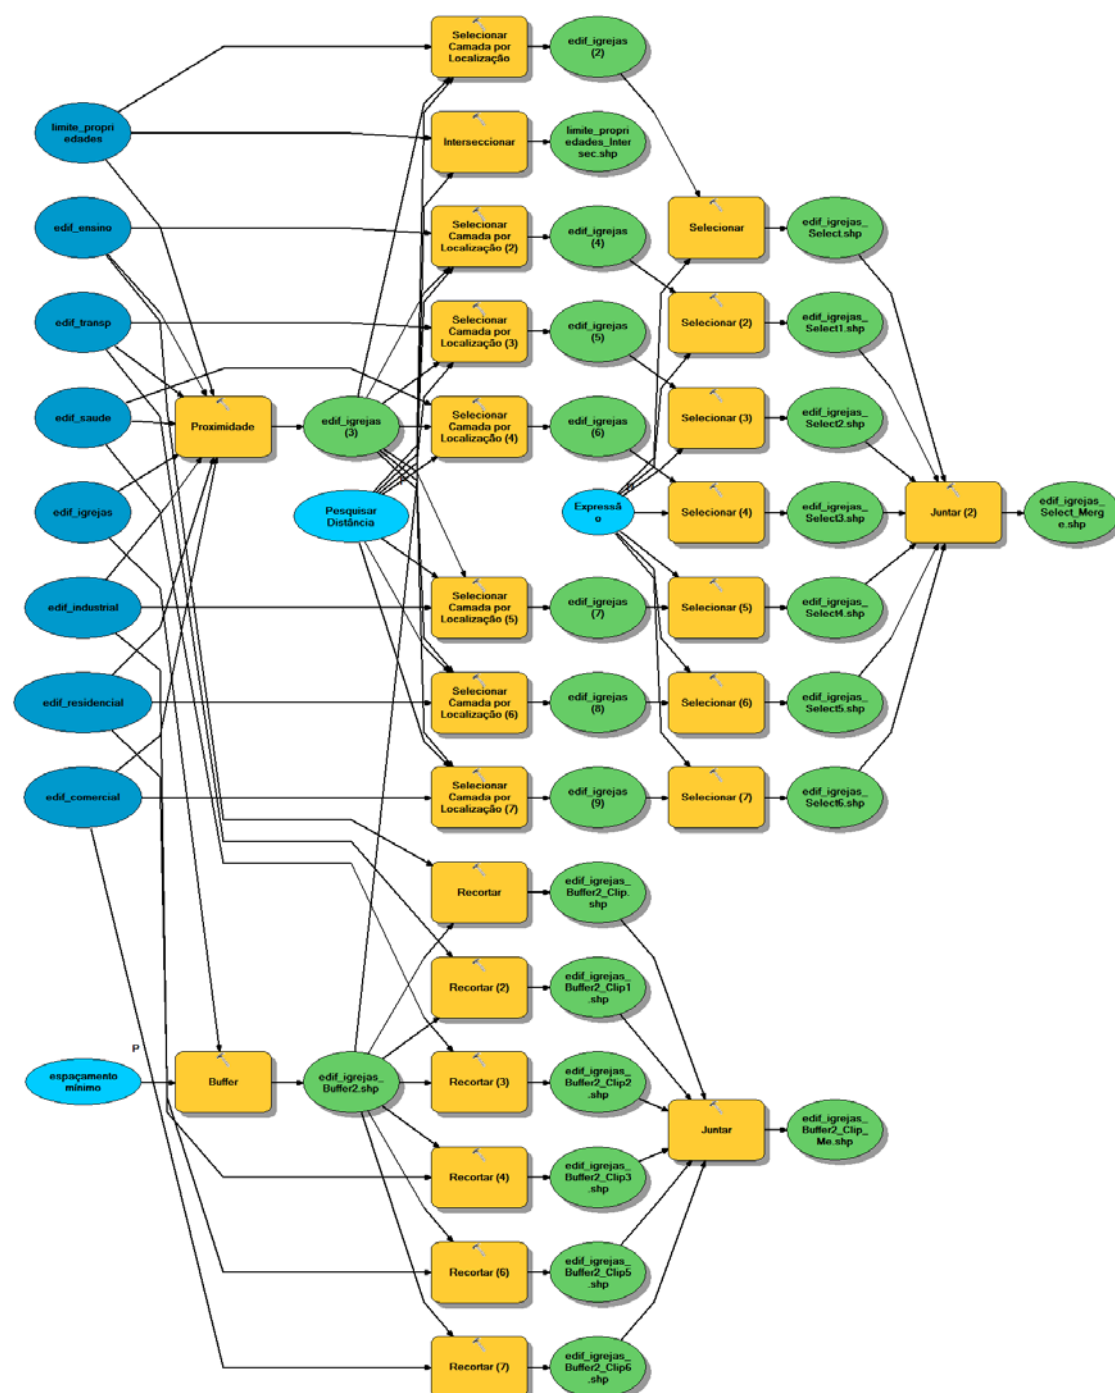 Selecionar
Camada por
Localização
edif_igrejas
(2)
limite_propri
edades
Interseccionar
limite_propri
edades_Inter
sec.shp
edif_ensino
Selecionar
Camada por
Localização (2)
edif_igrejas
(4)
Selecionar
edif_igrejas_
Select.shp
edif_transp
Selecionar
Camada por
Localização (3)
edif_igrejas
(5)
Selecionar (2)
edif_igrejas_
Select1.shp
edif_saude
Proximidade
edif_igrejas
(3)
Selecionar
Camada por
Localização (4)
edif_igrejas
(6)
Selecionar (3)
edif_igrejas_
Select2.shp
edif_igrejas
Pesquisar
Distância
Expressã
o
Selecionar (4)
edif_igrejas_
Select3.shp
Juntar (2)
edif_igrejas_
Select_Merg
e.shp
edif_industrial
Selecionar
Camada por
Localização (5)
edif_igrejas
(7)
Selecionar (5)
edif_igrejas_
Select4.shp
edif_residencial
Selecionar
Camada por
Localização (6)
edif_igrejas
(8)
Selecionar (6)
edif_igrejas_
Select5.shp
edif_comercial
Selecionar
Camada por
Localização (7)
edif_igrejas
(9)
Selecionar (7)
edif_igrejas_
Select6.shp
Recortar
edif_igrejas_
Buffer2_Clip.
shp
Recortar (2)
edif_igrejas_
Buffer2_Clip1
.shp
P
espaçamento
mínimo
Buffer
edif_igrejas_
Buffer2.shp
Recortar (3)
edif_igrejas_
Buffer2_Clip2
.shp
Juntar
edif_igrejas_
Buffer2_Clip_
Me.shp
Recortar (4)
edif_igrejas_
Buffer2_Clip3
.shp
Recortar (6)
edif_igrejas_
Buffer2_Clip5
.shp
Recortar (7)
edif_igrejas_
Buffer2_Clip6
.shp